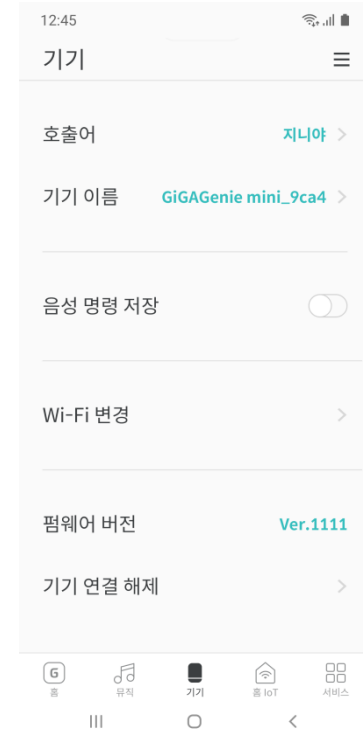 12:45
기기
호출어 지니야
기기 이름 GiGAGenie mini_9ca4
음성 명령 저장
Wi-Fi 변경
펌웨어 버전 Ver.1111
기기 연결 해제
G
홈 뮤직 기기 홈 IoT 서비스